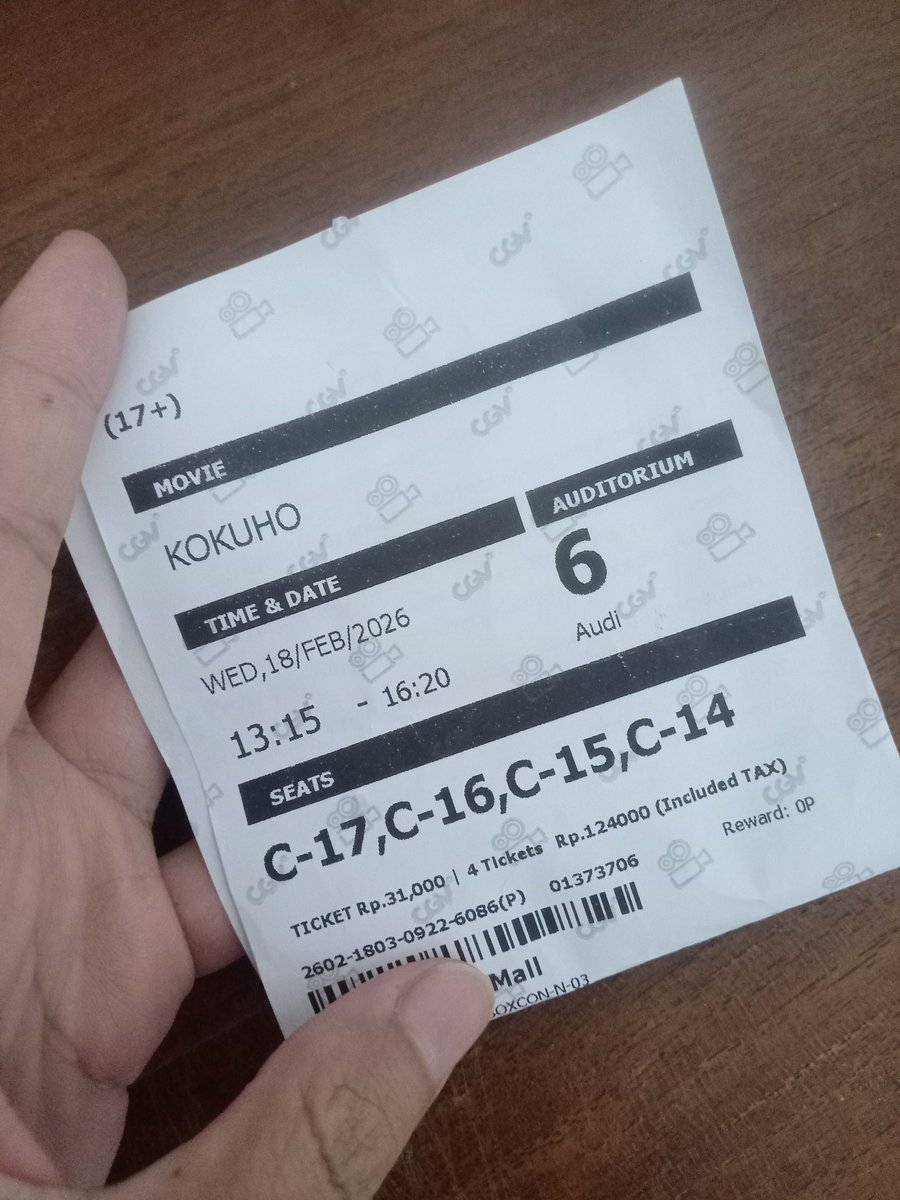 (17+)
MOVIE
KOKUHO
TIME & DATE
AUDITORIUM
WED,18/FEB/2026
6
13:15 - 16:20
Audi
SEATS
C-17,C-16,C-15,C-14
TICKET Rp.31,000 | 4 Tickets Rp.124000 (Included TAX)
2602-1803-0922-6086(P) 01373706
Reward: 0P
Mall
BOXCON-N-03
CGV